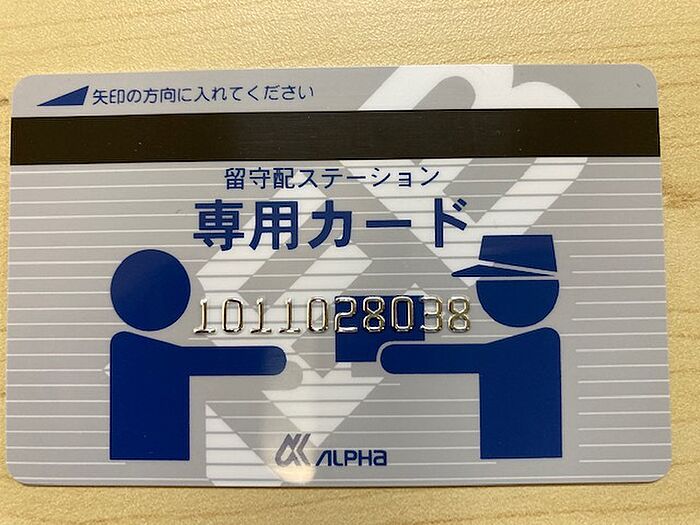 矢印の方向に入れてください
留守配ステーション
専用カード
1011028038
ALPHA